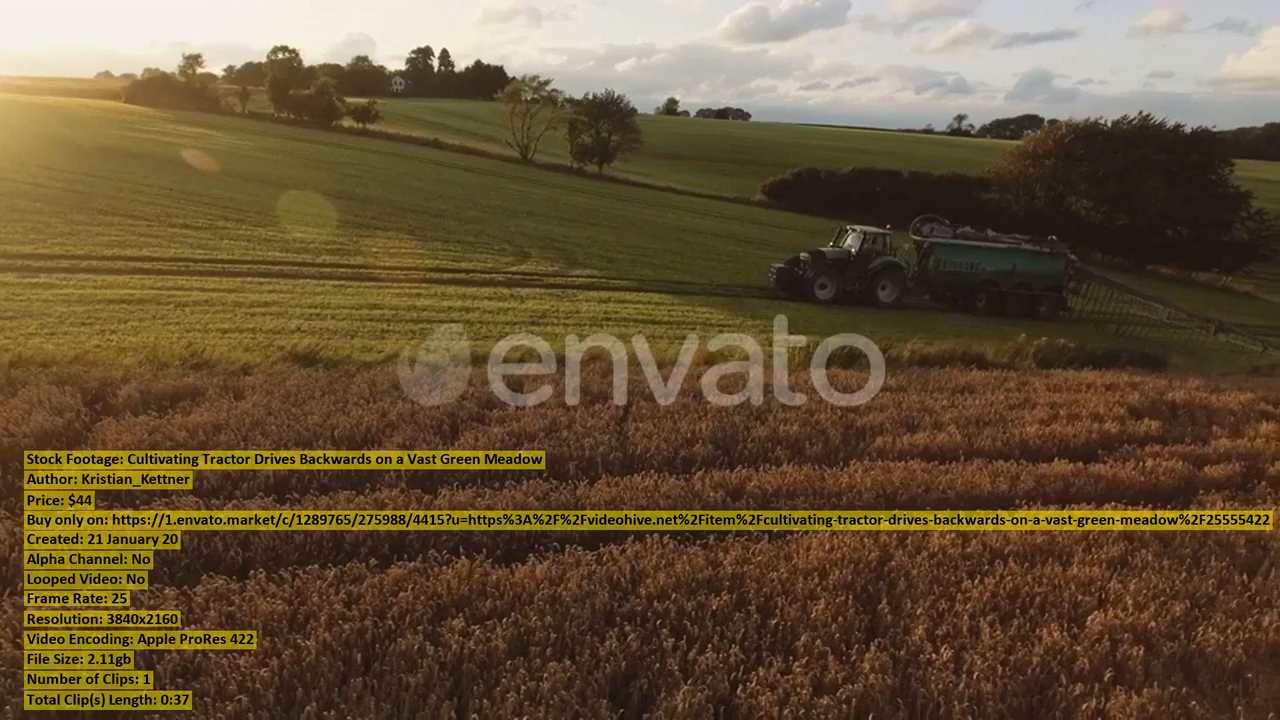 envato
Stock Footage: Cultivating Tractor Drives Backwards on a Vast Green Meadow
Author: Kristian_Kettner
Price: $44
Buy only on: https://1.envato.market/c/1289765/275988/4415?u=https%3A%2F%2Fvideohive.net%2Fitem%2Fcultivating-tractor-drives-backwards-on-a-vast-green-meadow%2F25555422
Created: 21 January 20
Alpha Channel: No
Looped Video: No
Frame Rate: 25
Resolution: 3840x2160
Video Encoding: Apple ProRes 422
File Size: 2.11gb
Number of Clips: 1
Total Clip(s) Length: 0:37